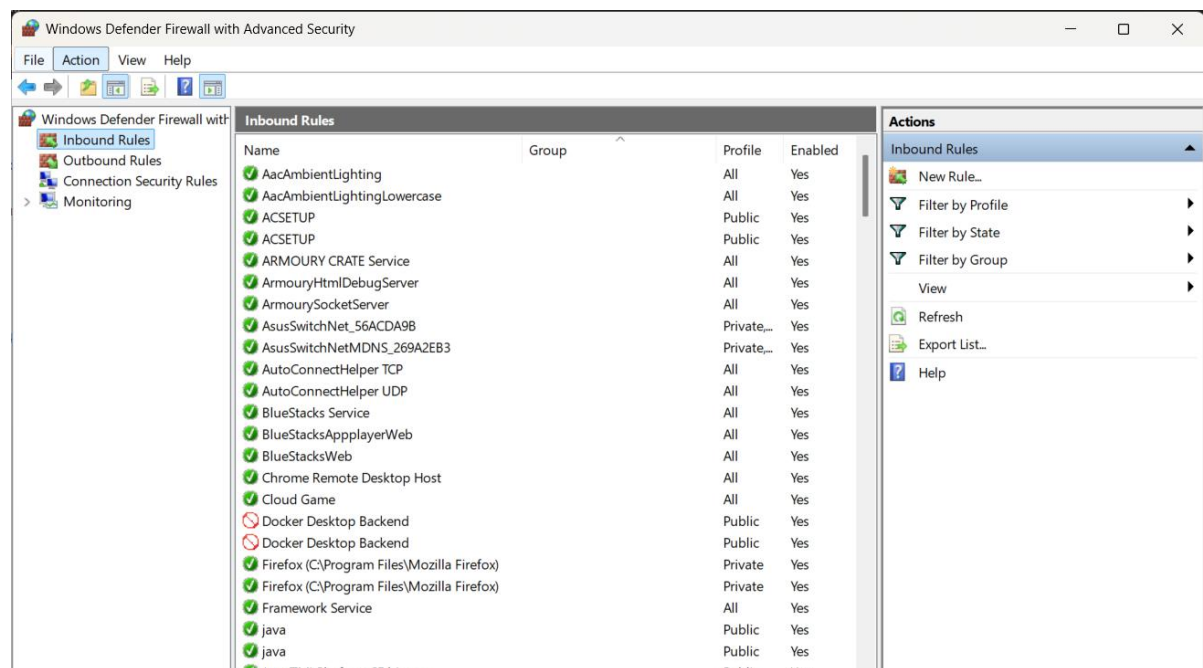 Windows Defender Firewall with Advanced Security
File Action View Help
Windows Defender Firewall with
Inbound Rules
Outbound Rules
Connection Security Rules
Monitoring
Inbound Rules
Name Group Profile Enabled
AacAmbientLighting All Yes
AacAmbientLightingLowercase All Yes
ACSETUP Public Yes
ACSETUP Public Yes
ARMOURY CRATE Service All Yes
ArmouryHtmlDebugServer All Yes
ArmourySocketServer All Yes
AsusSwitchNet_56ACDA9B Private,... Yes
AsusSwitchNetMDNS_269A2EB3 Private,... Yes
AutoConnectHelper TCP All Yes
AutoConnectHelper UDP All Yes
BlueStacks Service All Yes
BlueStacksAppplayerWeb All Yes
BlueStacksWeb All Yes
Chrome Remote Desktop Host All Yes
Cloud Game All Yes
Docker Desktop Backend Public Yes
Docker Desktop Backend Public Yes
Firefox (C:\Program Files\Mozilla Firefox) Private Yes
Firefox (C:\Program Files\Mozilla Firefox) Private Yes
Framework Service All Yes
java Public Yes
java Public Yes
Actions
Inbound Rules
New Rule...
Filter by Profile
Filter by State
Filter by Group
View
Refresh
Export List...
Help